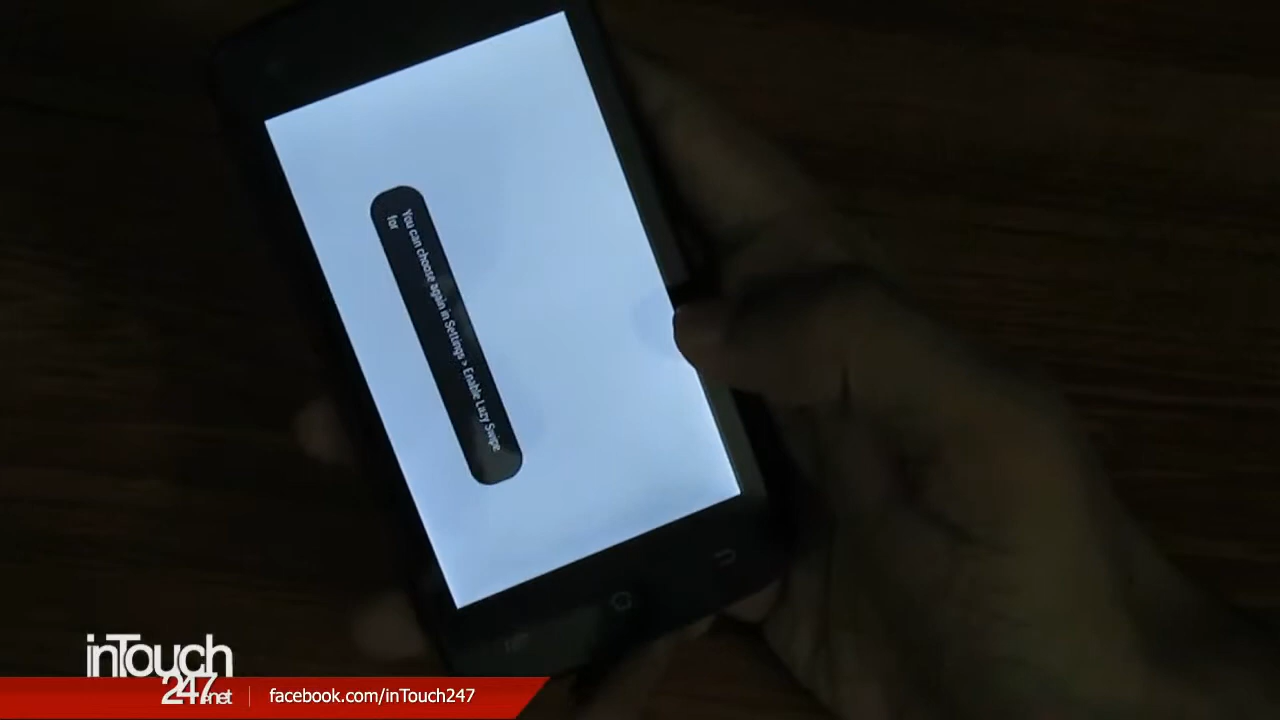 You can choose again in Settings > Enable Lazy Swipe
for
inTouch
247.net
facebook.com/inTouch247